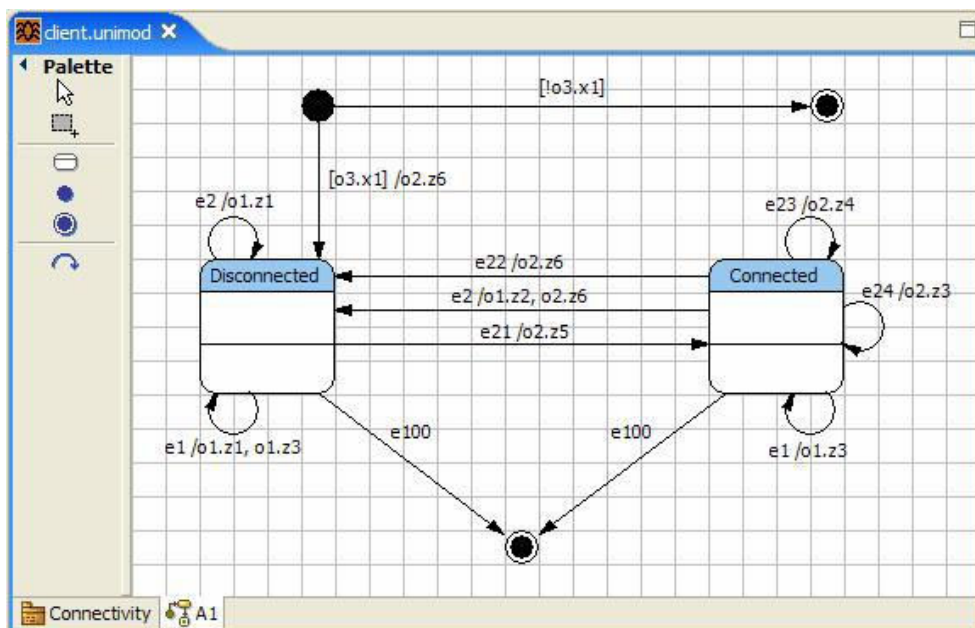 client.unimod
Palette
[!o3.x1]
[o3.x1] /o2.z6
e2 /o1.z1
e23 /o2.z4
Disconnected
e22 /o2.z6
Connected
e2 /o1.z2, o2.z6
e24 /o2.z3
e21 /o2.z5
e1 /o1.z1, o1.z3
e100
e100
e1 /o1.z3
Connectivity
A1